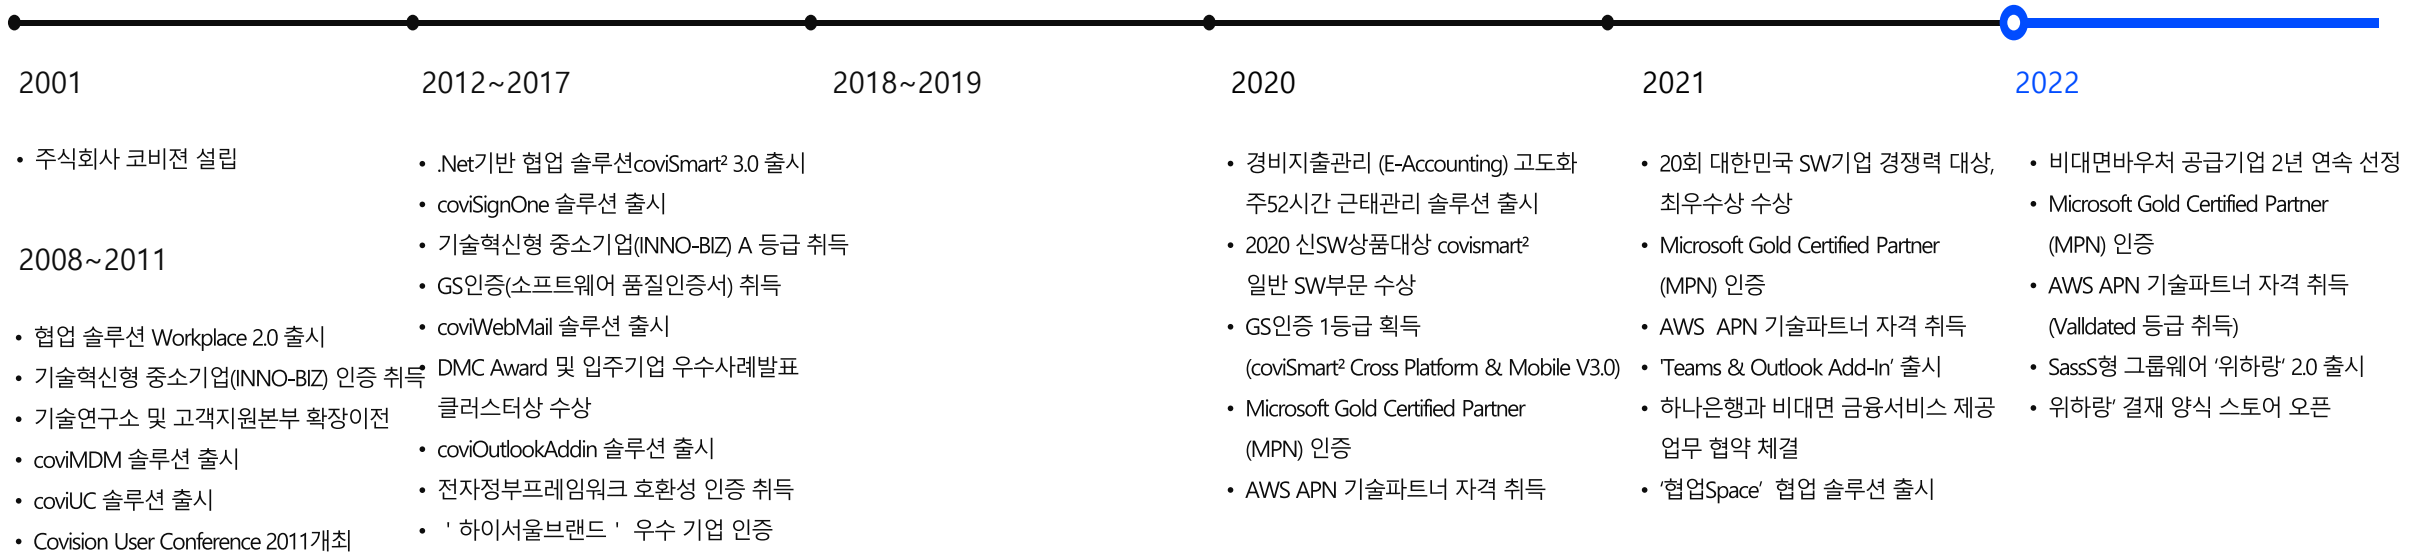 2001
• 주식회사 코비젼 설립
2008~2011
• 협업 솔루션 Workplace 2.0 출시
• 기술혁신형 중소기업(INNO-BIZ) 인증 취득
• 기술연구소 및 고객지원본부 확장이전
• coviMDM 솔루션 출시
• coviUC 솔루션 출시
• Covision User Conference 2011개최
2012~2017
• .Net기반 협업 솔루션coviSmart² 3.0 출시
• coviSignOne 솔루션 출시
• 기술혁신형 중소기업(INNO-BIZ) A 등급 취득
• GS인증(소프트웨어 품질인증서) 취득
• coviWebMail 솔루션 출시
• DMC Award 및 입주기업 우수사례발표
클러스터상 수상
• coviOutlookAddin 솔루션 출시
• 전자정부프레임워크 호환성 인증 취득
• ' 하이서울브랜드 ' 우수 기업 인증
2018~2019
2020
• 경비지출관리 (E-Accounting) 고도화
주52시간 근태관리 솔루션 출시
• 2020 신SW상품대상 covismart²
일반 SW부문 수상
• GS인증 1등급 획득
(coviSmart² Cross Platform & Mobile V3.0)
• Microsoft Gold Certified Partner
(MPN) 인증
• AWS APN 기술파트너 자격 취득
2021
• 20회 대한민국 SW기업 경쟁력 대상,
최우수상 수상
• Microsoft Gold Certified Partner
(MPN) 인증
• AWS APN 기술파트너 자격 취득
• 'Teams & Outlook Add-In' 출시
• 하나은행과 비대면 금융서비스 제공
업무 협약 체결
• '협업Space' 협업 솔루션 출시
2022
• 비대면바우처 공급기업 2년 연속 선정
• Microsoft Gold Certified Partner
(MPN) 인증
• AWS APN 기술파트너 자격 취득
(Valldated 등급 취득)
• SassS형 그룹웨어 '위하랑' 2.0 출시
• 위하랑' 결재 양식 스토어 오픈